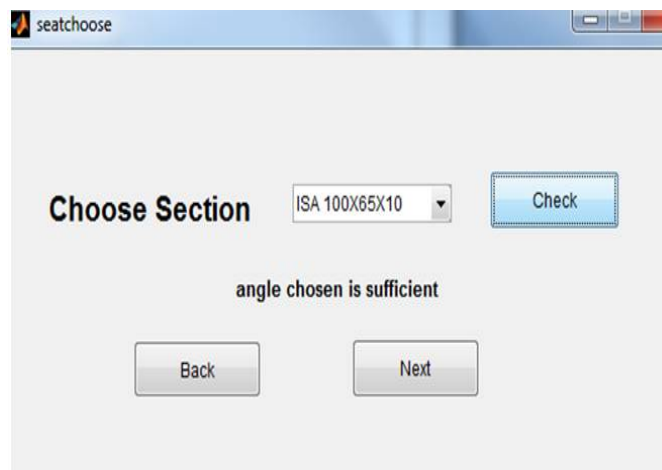 seatchoose
Choose Section ISA 100X65X10 Check
angle chosen is sufficient
Back Next